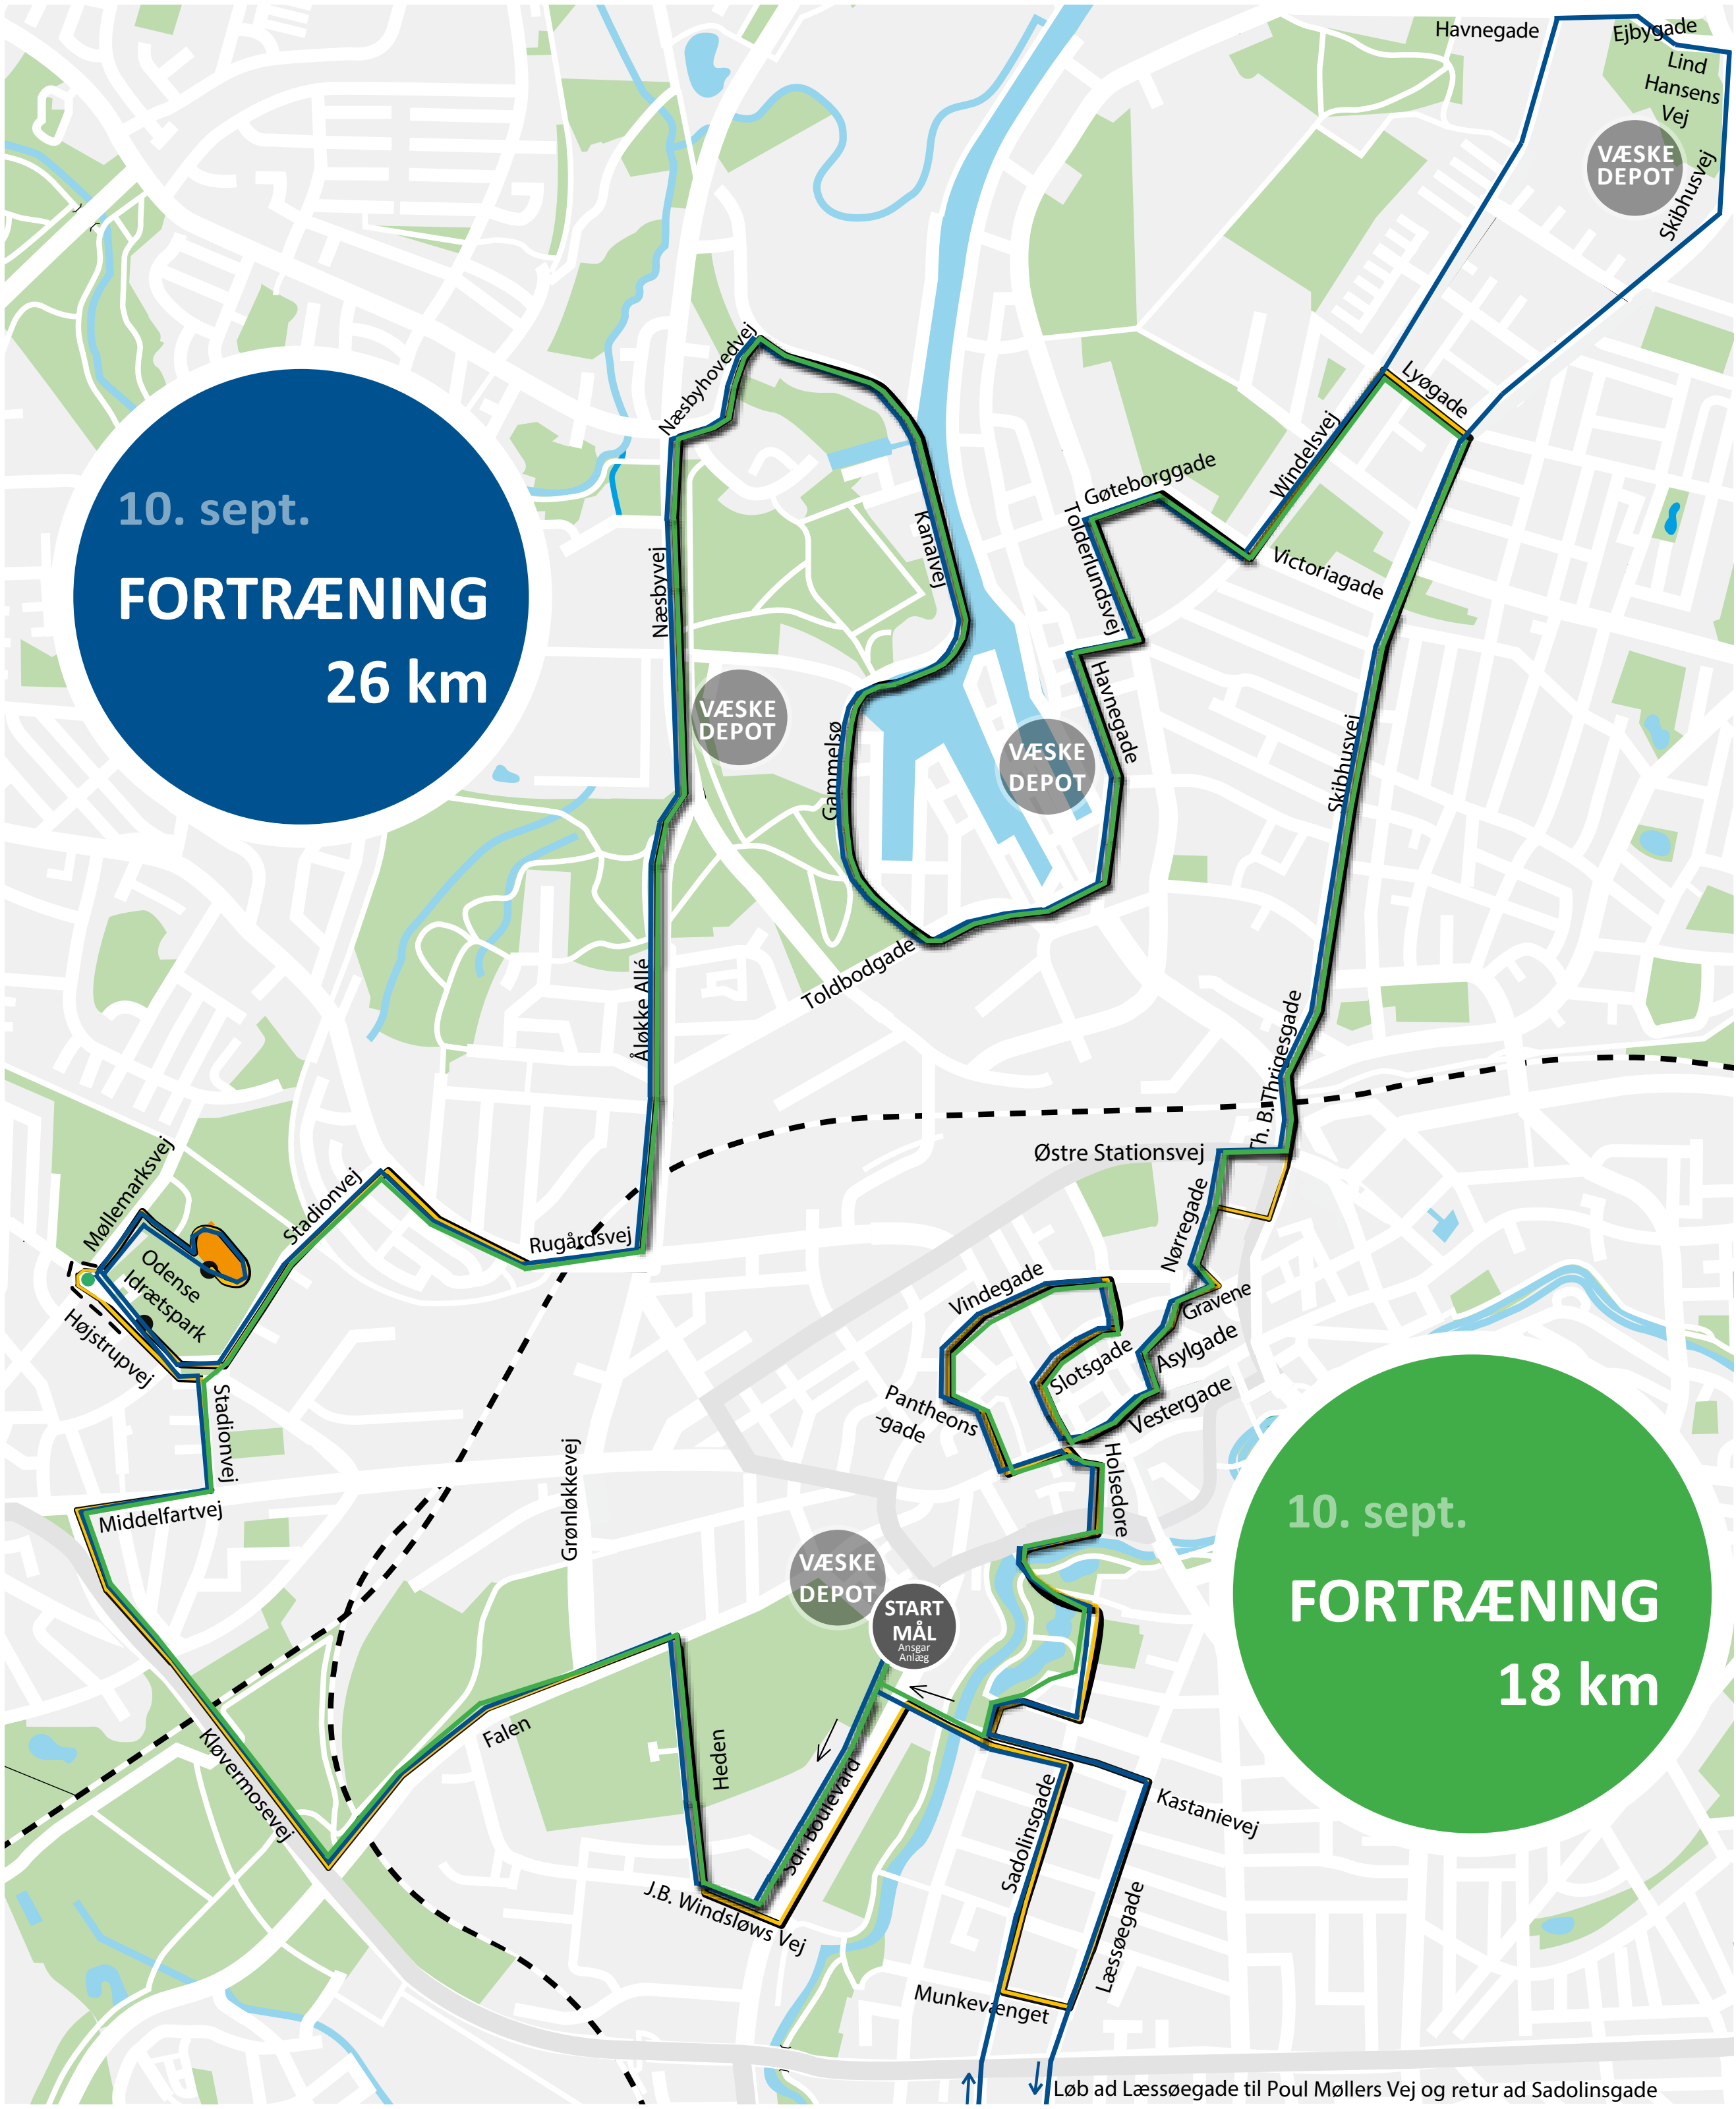 Havnegade
Ejbygade
Lind
Hansens
Vej
VÆSKE
DEPOT
Skibhusvej
Næsbyhovedvej
Lyøgade
Windelsvej
Gøteborggade
10. sept.
FORTRÆNING
26 km
Kanalvej
Tolderlundsvej
Victoriagade
Næsbyvej
VÆSKE
DEPOT
Gammelsø
VÆSKE
DEPOT
Havnegade
Skibhusvej
Toldbodgade
Åløkke Allé
Th. B. Thrigesgade
Østre Stationsvej
Møllemarksvej
Stadionvej
Rugårdsvej
Nørregade
Odense
Idrætspark
Højstrupvej
Vindegade
Gravene
Slotsgade
Asylgade
Pantheons
-gade
Vestergade
Stadionvej
Middelfartvej
Grønløkkevej
Holsedore
10. sept.
FORTRÆNING
18 km
VÆSKE
DEPOT
START
MÅL
Ansgar
Anlæg
Falen
Kløvermosevej
Heden
Sdr. Boulevard
J.B. Windsløws Vej
Sadolinsgade
Kastanievej
Læssøegade
Munkevænget
Løb ad Læssøegade til Poul Møllers Vej og retur ad Sadolinsgade